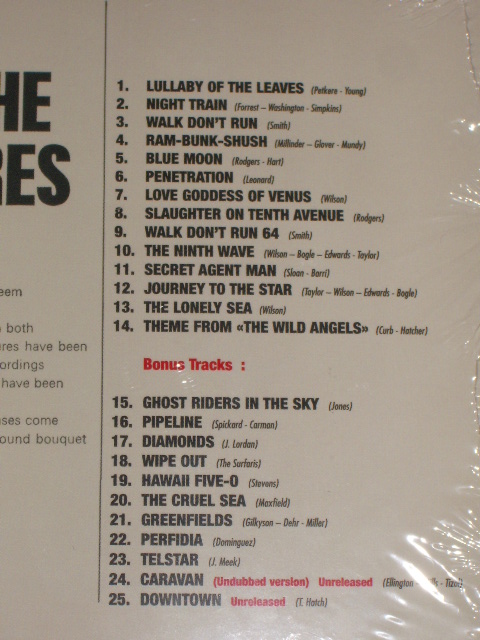 HE
RES
eem
both
res have been
ordings
have been
ses come
ound bouquet
1. LULLABY OF THE LEAVES (Petkere - Young)
2. NIGHT TRAIN (Forrest – Washington - Simpkins)
3. WALK DON'T RUN (Smith)
4. RAM-BUNK-SHUSH (Millinder – Glover - Mundy)
5. BLUE MOON (Rodgers - Hart)
6. PENETRATION (Leonard)
7. LOVE GODDESS OF VENUS (Wilson)
8. SLAUGHTER ON TENTH AVENUE (Rodgers)
9. WALK DON'T RUN 64 (Smith)
10. THE NINTH WAVE (Wilson – Bogle – Edwards - Taylor)
11. SECRET AGENT MAN (Sloan - Barri)
12. JOURNEY TO THE STAR (Taylor – Wilson – Edwards - Bogle)
13. THE LONELY SEA (Wilson)
14. THEME FROM «THE WILD ANGELS» (Curb - Hatcher)
Bonus Tracks :
15. GHOST RIDERS IN THE SKY (Jones)
16. PIPELINE (Spickard - Carman)
17. DIAMONDS (J. Lordan)
18. WIPE OUT (The Surfaris)
19. HAWAII FIVE-O (Stevens)
20. THE CRUEL SEA (Maxfield)
21. GREENFIELDS (Gilkyson – Dehr - Miller)
22. PERFIDIA (Dominguez)
23. TELSTAR (J. Meek)
24. CARAVAN (Undubbed version) Unreleased (Ellington - - Tizol)
25. DOWNTOWN Unreleased (T. Hatch)